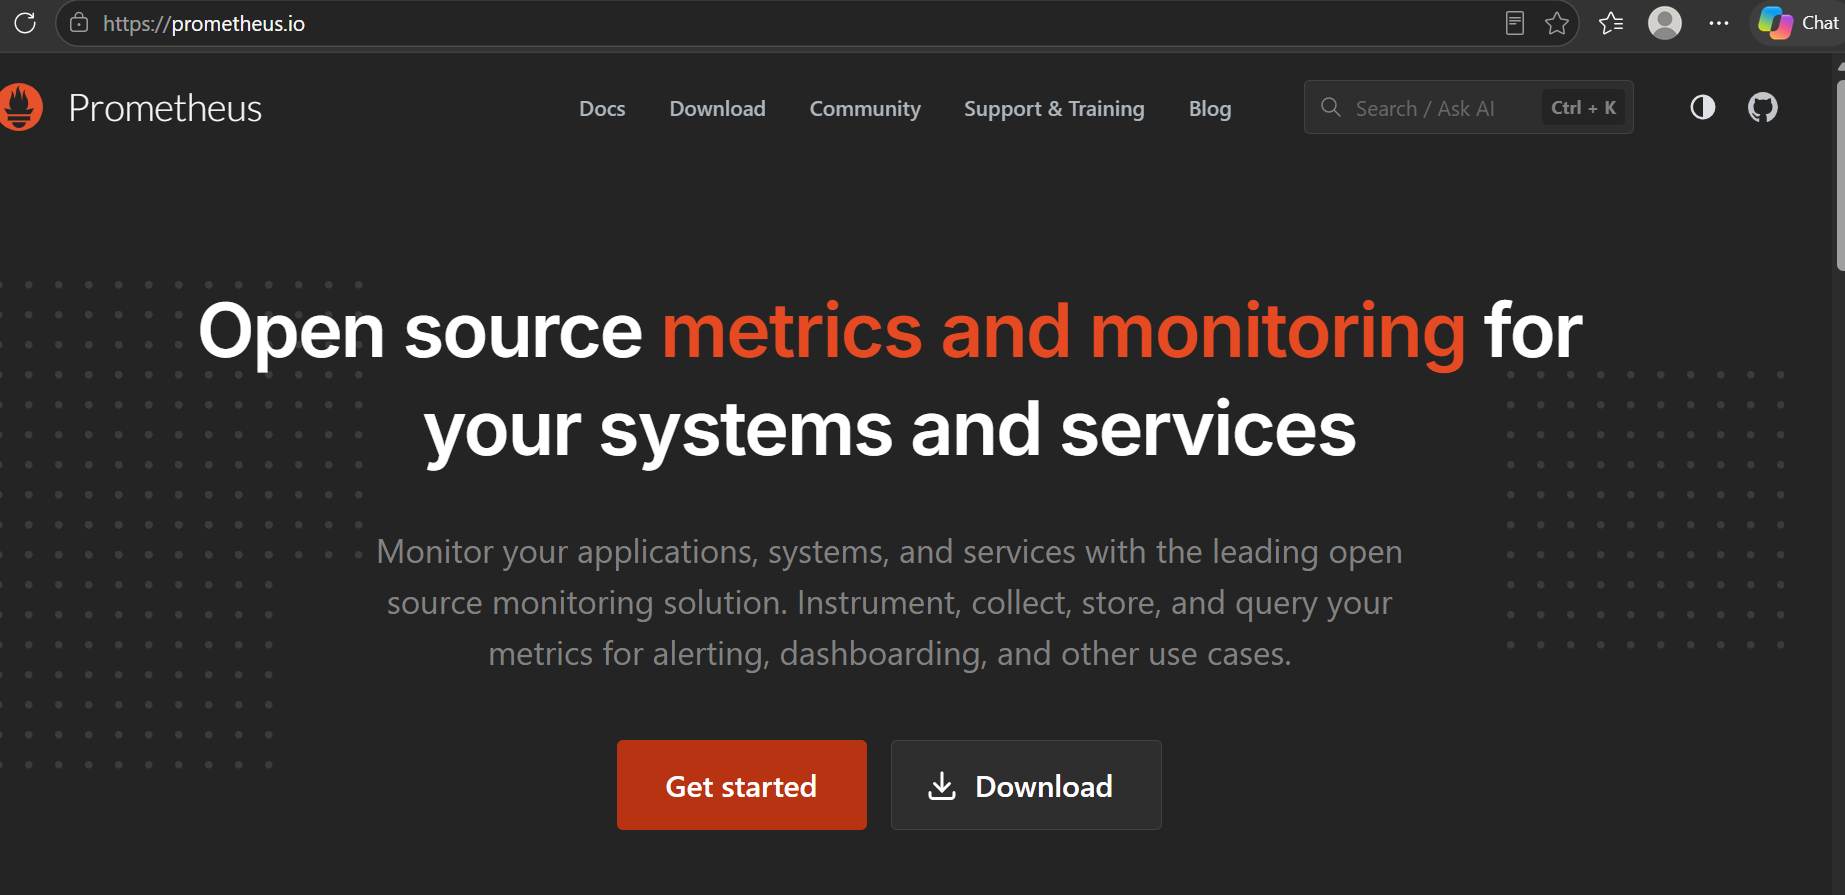 https://prometheus.io
Chat
Prometheus
Docs Download Community Support & Training Blog Search / Ask AI Ctrl + K
Open source metrics and monitoring for
your systems and services
Monitor your applications, systems, and services with the leading open
source monitoring solution. Instrument, collect, store, and query your
metrics for alerting, dashboarding, and other use cases.
Get started
Download